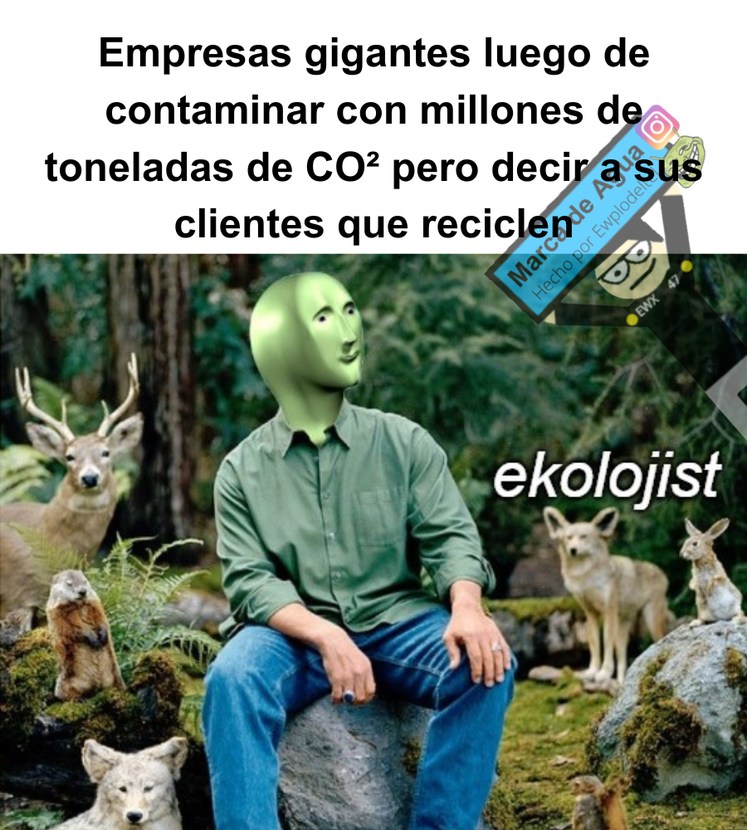 Empresas gigantes luego de
contaminar con millones de
toneladas de CO² pero decir a sus
clientes que reciclen
Marca de Agua
Hecho por Ewplodel
EWX 47
ekolojist